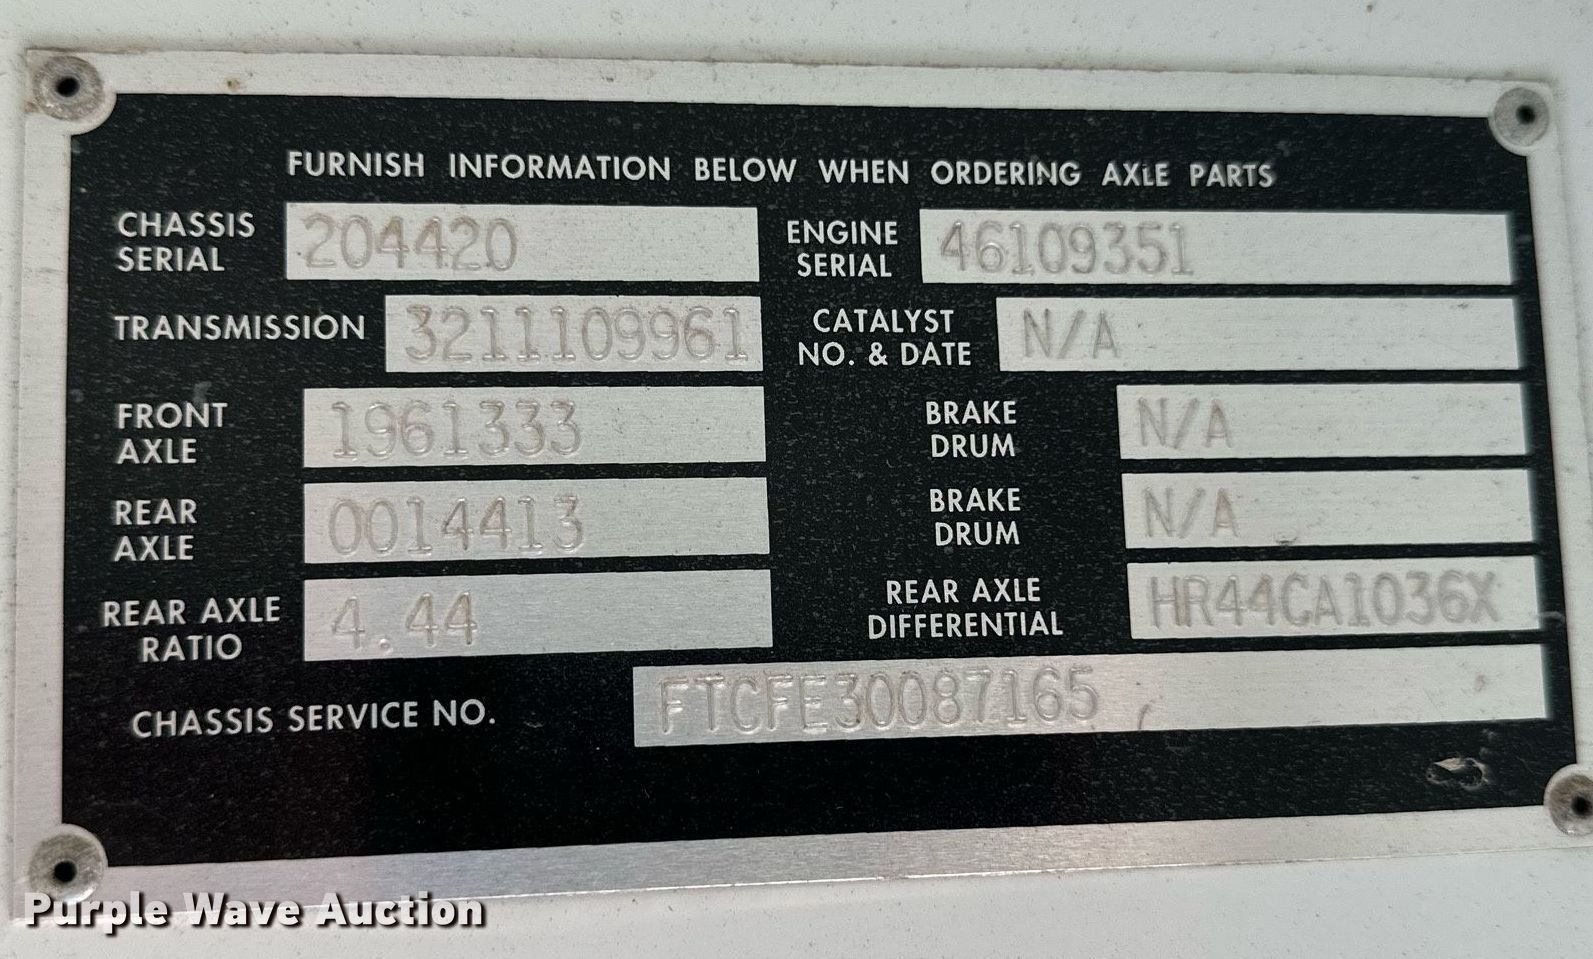 FURNISH INFORMATION BELOW WHEN ORDERING AXLE PARTS
CHASSIS SERIAL 204420
ENGINE SERIAL 46109351
TRANSMISSION 3211109961
CATALYST NO. & DATE N/A
FRONT AXLE 1961333
BRAKE DRUM N/A
REAR AXLE 0014413
BRAKE DRUM N/A
REAR AXLE RATIO 4.44
REAR AXLE DIFFERENTIAL HR44CA1036X
CHASSIS SERVICE NO. FTCFE30087165
Purple Wave Auction